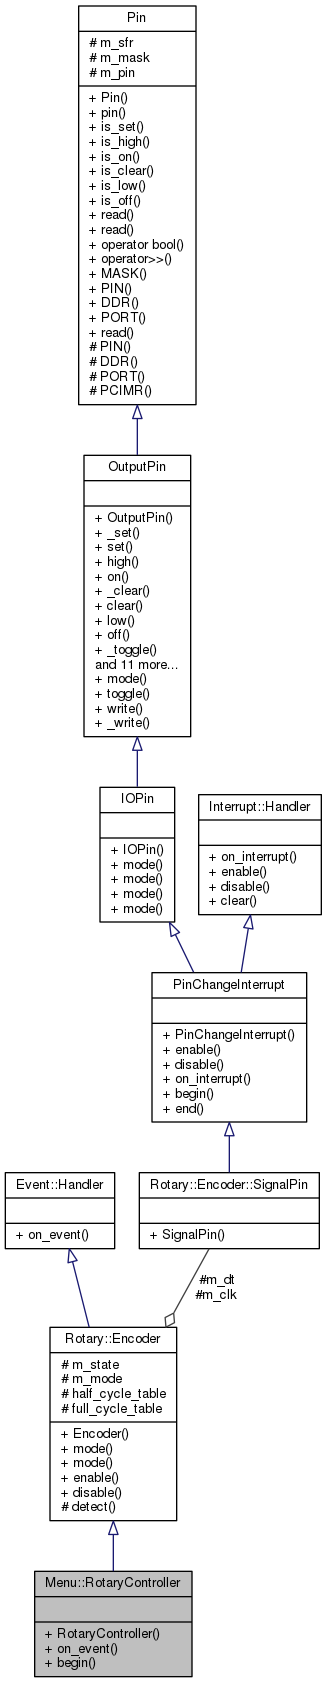 Pin
# m_sfr
# m_mask
# m_pin
+ Pin()
+ pin()
+ is_set()
+ is_high()
+ is_on()
+ is_clear()
+ is_low()
+ is_off()
+ read()
+ read()
+ operator bool()
+ operator>>()
+ MASK()
+ PIN()
+ DDR()
+ PORT()
+ read()
# PIN()
# DDR()
# PORT()
# PCIMR()
OutputPin
+ OutputPin()
+ _set()
+ set()
+ high()
+ on()
+ _clear()
+ clear()
+ low()
+ off()
+ _toggle()
and 11 more...
+ mode()
+ toggle()
+ write()
+ _write()
IOPin
+ IOPin()
+ mode()
+ mode()
+ mode()
+ mode()
Interrupt::Handler
+ on_interrupt()
+ enable()
+ disable()
+ clear()
PinChangeInterrupt
+ PinChangeInterrupt()
+ enable()
+ disable()
+ on_interrupt()
+ begin()
+ end()
Event::Handler
+ on_event()
Rotary::Encoder::SignalPin
+ SignalPin()
#m_dt
#m_clk
Rotary::Encoder
# m_state
# m_mode
# half_cycle_table
# full_cycle_table
+ Encoder()
+ mode()
+ mode()
+ enable()
+ disable()
# detect()
Menu::RotaryController
+ RotaryController()
+ on_event()
+ begin()